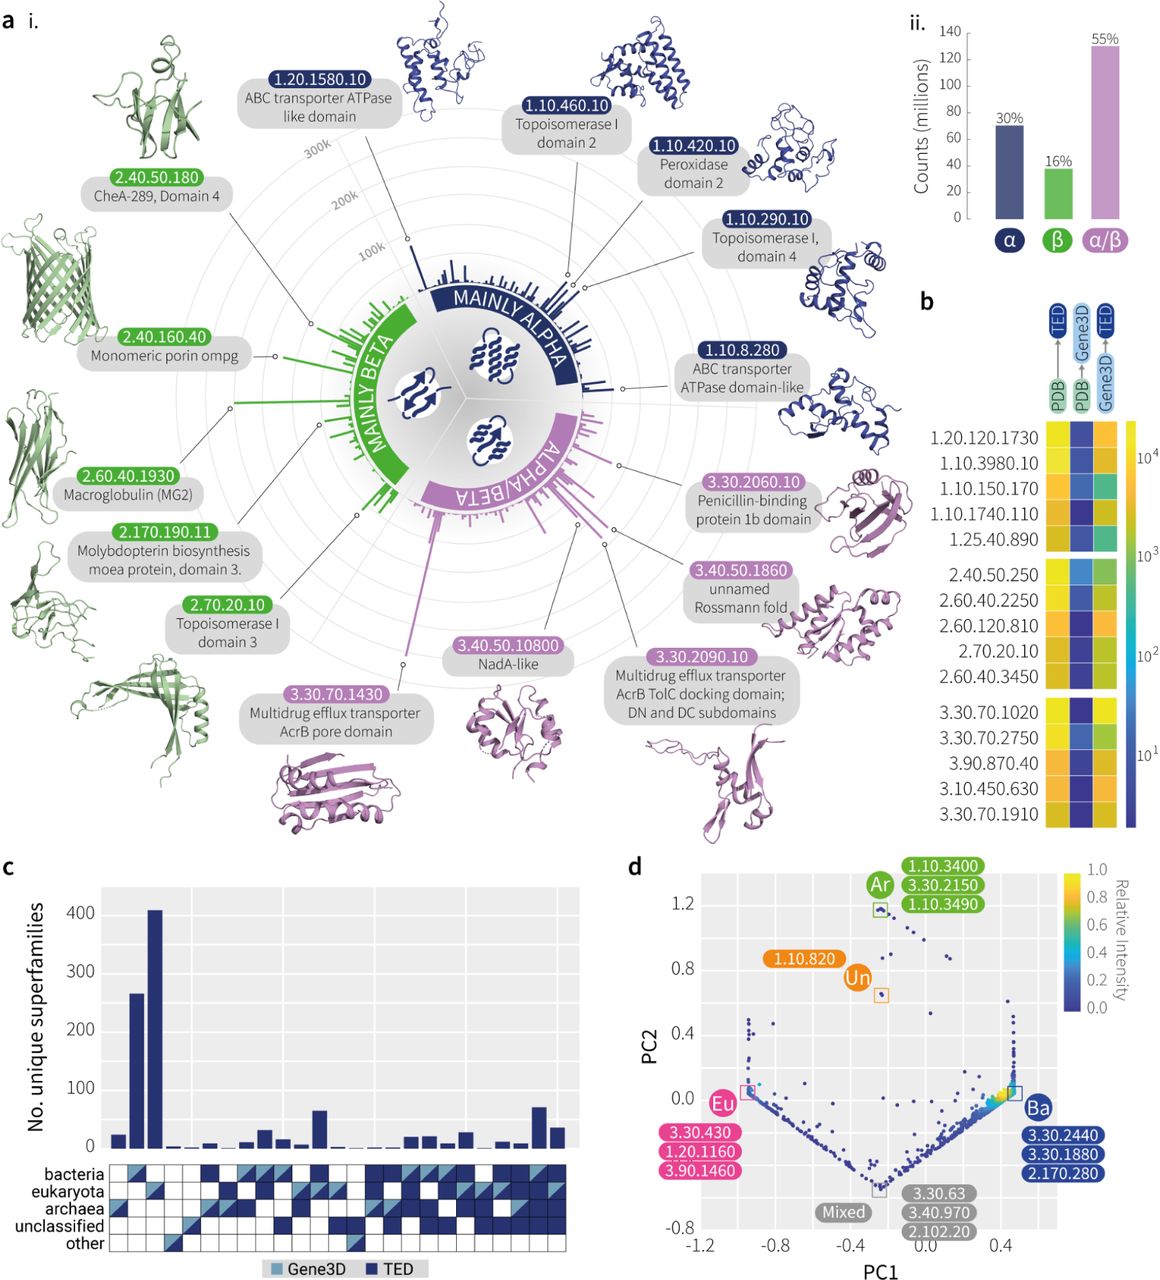 a i.
1.20.1580.10
ABC transporter ATPase
like domain
1.10.460.10
Topoisomerase I
domain 2
1.10.420.10
Peroxidase
domain 2
1.10.290.10
Topoisomerase I,
domain 4
1.10.8.280
ABC transporter
ATPase domain-like
2.40.50.180
CheA-289, Domain 4
2.40.160.40
Monomeric porin ompg
2.60.40.1930
Macroglobulin (MG2)
2.170.190.11
Molybdopterin biosynthesis
moea protein, domain 3.
2.70.20.10
Topoisomerase I
domain 3
3.30.70.1430
Multidrug efflux transporter
AcrB pore domain
3.40.50.10800
NadA-like
3.30.2090.10
Multidrug efflux transporter
AcrB TolC docking domain;
DN and DC subdomains
3.40.50.1860
unnamed
Rossmann fold
3.30.2060.10
Penicillin-binding
protein 1b domain
300k
200k
100k
MAINLY ALPHA
MAINLY BETA
ALPHA/BETA
ii.
Counts (millions)
140
120
100
80
60
40
20
0
30%
16%
55%
α
β
α/β
b
TED
Gene3D
TED
PDB
PDB
Gene3D
1.20.120.1730
1.10.3980.10
1.10.150.170
1.10.1740.110
1.25.40.890
2.40.50.250
2.60.40.2250
2.60.120.810
2.70.20.10
2.60.40.3450
3.30.70.1020
3.30.70.2750
3.90.870.40
3.10.450.630
3.30.70.1910
10⁴
10³
10²
10¹
c
No. unique superfamilies
400
300
200
100
0
bacteria
eukaryota
archaea
unclassified
other
Gene3D TED
d
PC2
1.2
0.8
0.4
0.0
-0.8
-1.2 -0.8 -0.4 0.0 0.4
PC1
Ar
1.10.3400
3.30.2150
1.10.3490
1.10.820
Un
Eu
3.30.430
1.20.1160
3.90.1460
Ba
3.30.2440
3.30.1880
2.170.280
Mixed
3.30.63
3.40.970
2.102.20
1.0
0.8
0.6
0.4
0.2
0.0
Relative Intensity